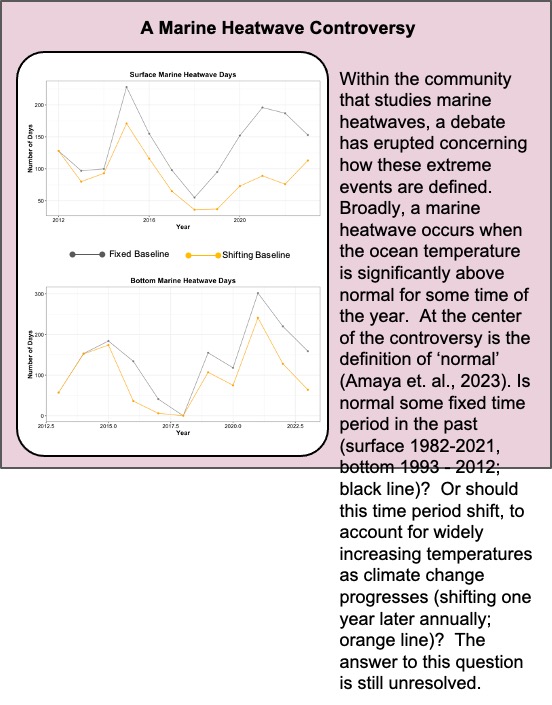 A Marine Heatwave Controversy
Surface Marine Heatwave Days
Number of Days
200
150
100
50
2012
2016
2020
Year
Fixed Baseline
Shifting Baseline
Bottom Marine Heatwave Days
Number of Days
300
200
100
0
2012.5
2015.0
2017.5
2020.0
2022.5
Year
Within the community
that studies marine
heatwaves, a debate
has erupted concerning
how these extreme
events are defined.
Broadly, a marine
heatwave occurs when
the ocean temperature
is significantly above
normal for some time of
the year.  At the center
of the controversy is the
definition of ‘normal’
(Amaya et. al., 2023). Is
normal some fixed time
period in the past
(surface 1982-2021,
bottom 1993 - 2012;
black line)?  Or should
this time period shift, to
account for widely
increasing temperatures
as climate change
progresses (shifting one
year later annually;
orange line)?  The
answer to this question
is still unresolved.